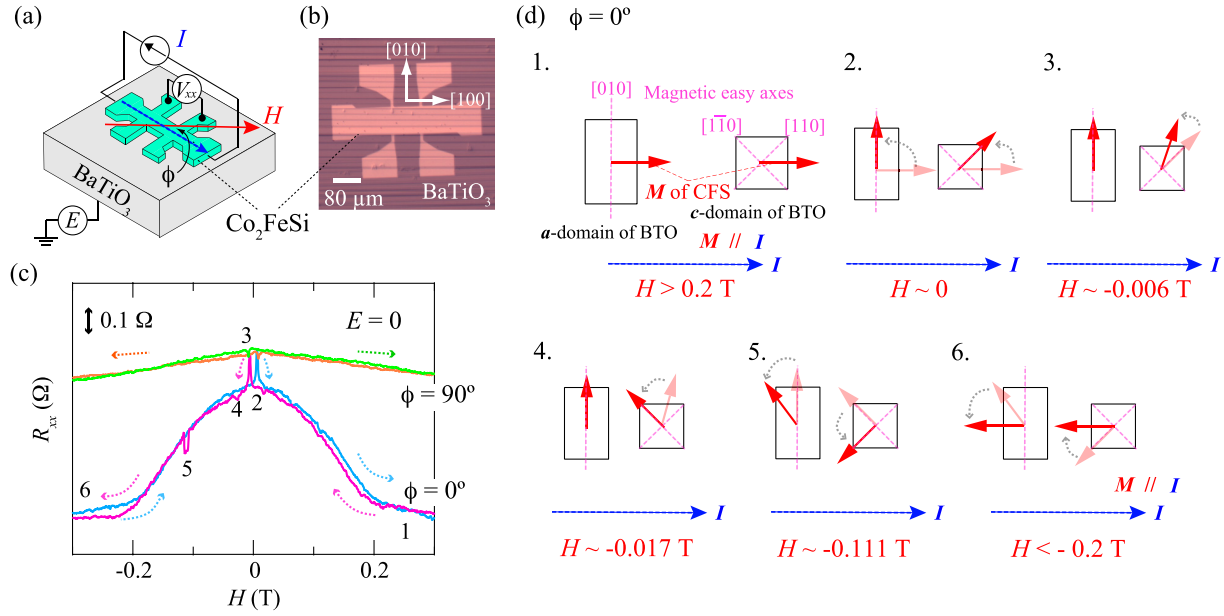 (a)
I
V_xx
H
ϕ
BaTiO₃
E
Co₂FeSi
(b)
[010]
[100]
80 µm
BaTiO₃
(c)
0.1 Ω
E = 0
3
ϕ = 90º
4
2
5
6
ϕ = 0º
1
R_xx (Ω)
-0.2
0
0.2
H (T)
(d)
ϕ = 0º
1.
[010]
Magnetic easy axes
[11̄0]
[110]
M of CFS
c-domain of BTO
a-domain of BTO
M // I
I
H > 0.2 T
2.
I
H ~ 0
3.
I
H ~ -0.006 T
4.
I
H ~ -0.017 T
5.
I
H ~ -0.111 T
6.
M // I
I
H < - 0.2 T